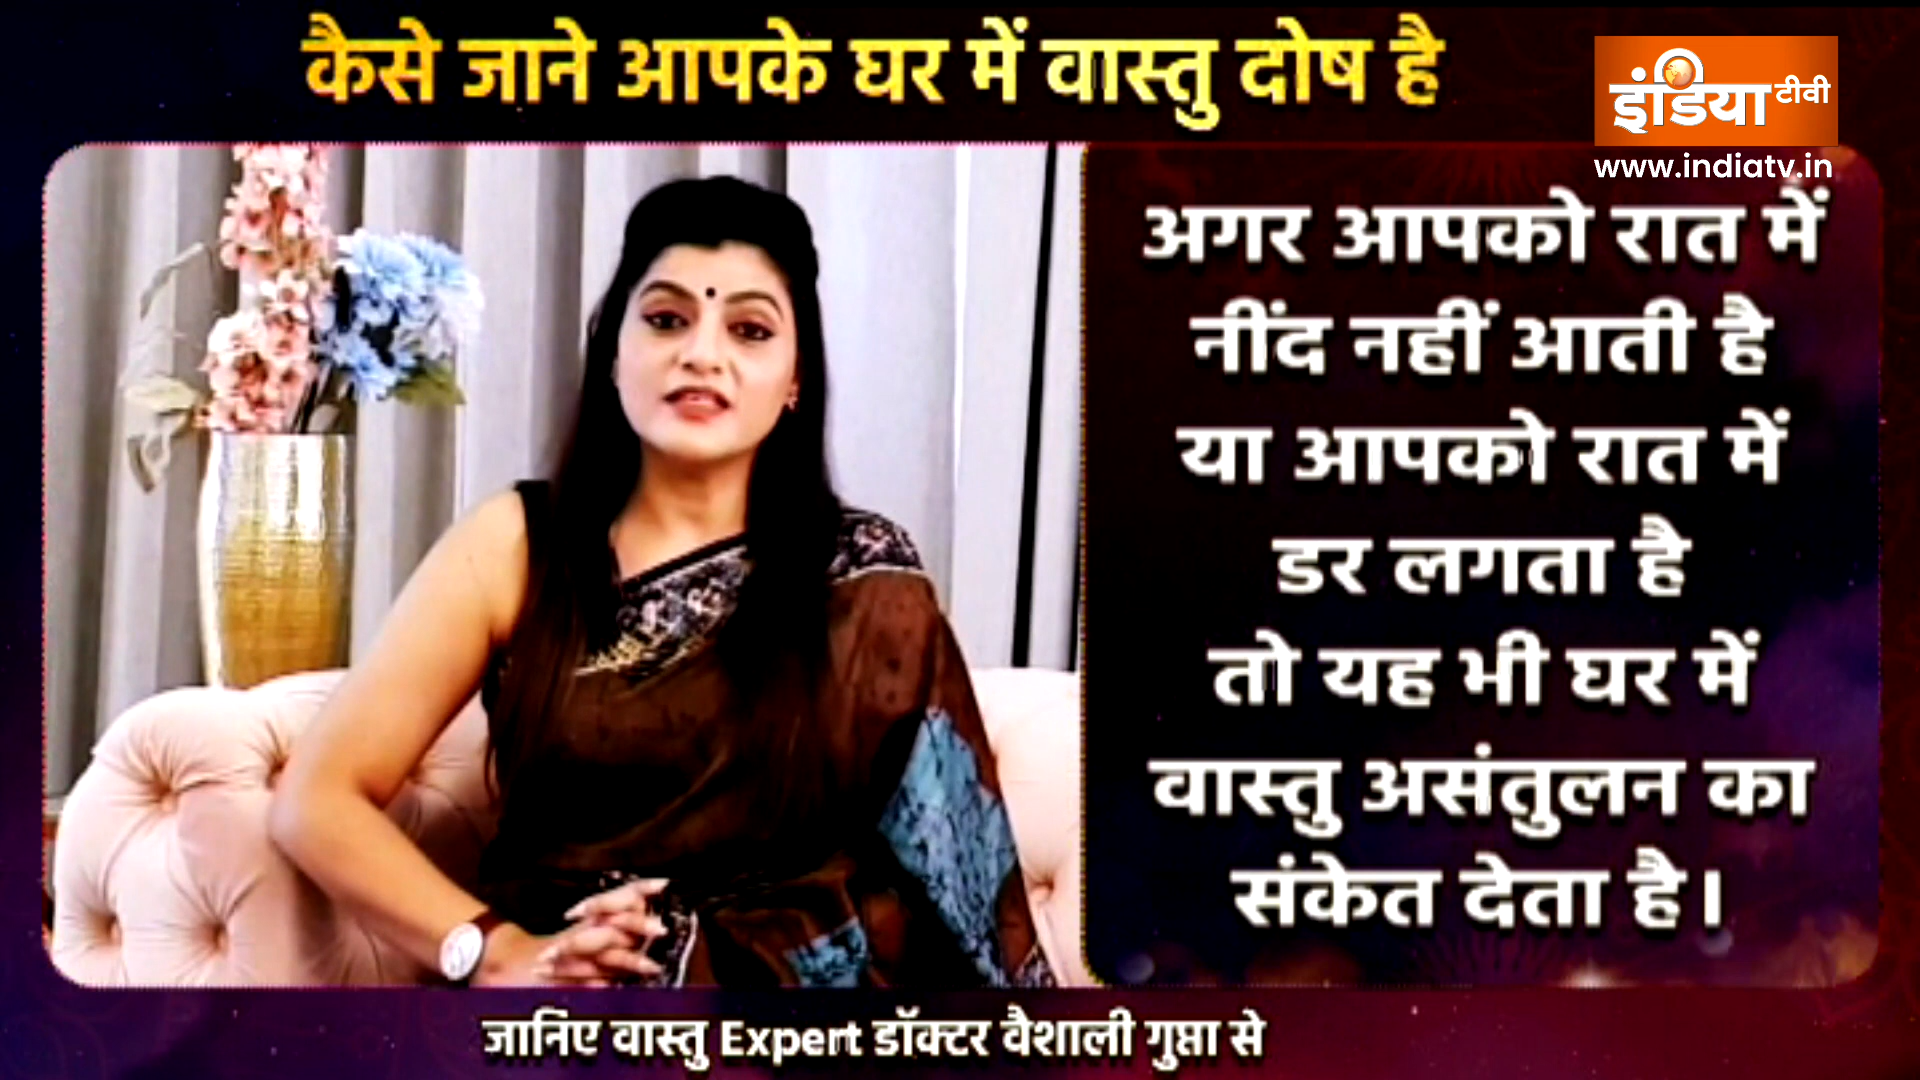 कैसे जाने आपके घर में वास्तु दोष है
इंडिया टीवी
www.indiatv.in
अगर आपको रात में
नींद नहीं आती है
या आपको रात में
डर लगता है
तो यह भी घर में
वास्तु असंतुलन का
संकेत देता है।
जानिए वास्तु Expert डॉक्टर वैशाली गुप्ता से